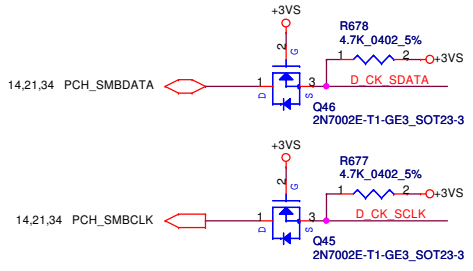 +3VS
R678
4.7K_0402_5%
2
G
1
2
+3VS
14,21,34 PCH_SMBDATA
1
3
D_CK_SDATA
D
S
Q46
2N7002E-T1-GE3_SOT23-3
+3VS
R677
4.7K_0402_5%
2
G
1
2
+3VS
14,21,34 PCH_SMBCLK
1
3
D_CK_SCLK
D
S
Q45
2N7002E-T1-GE3_SOT23-3